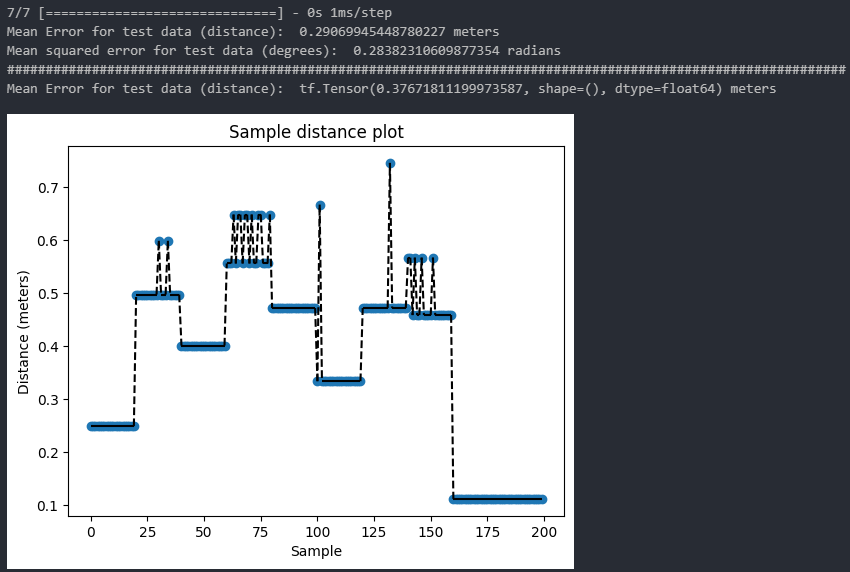 7/7 [==============================] - 0s 1ms/step
Mean Error for test data (distance):  0.29069945448780227 meters
Mean squared error for test data (degrees):  0.28382310609877354 radians
#############################################################################################################
Mean Error for test data (distance):  tf.Tensor(0.37671811199973587, shape=(), dtype=float64) meters
Sample distance plot
Distance (meters)
0.7
0.6
0.5
0.4
0.3
0.2
0.1
0 25 50 75 100 125 150 175 200
Sample